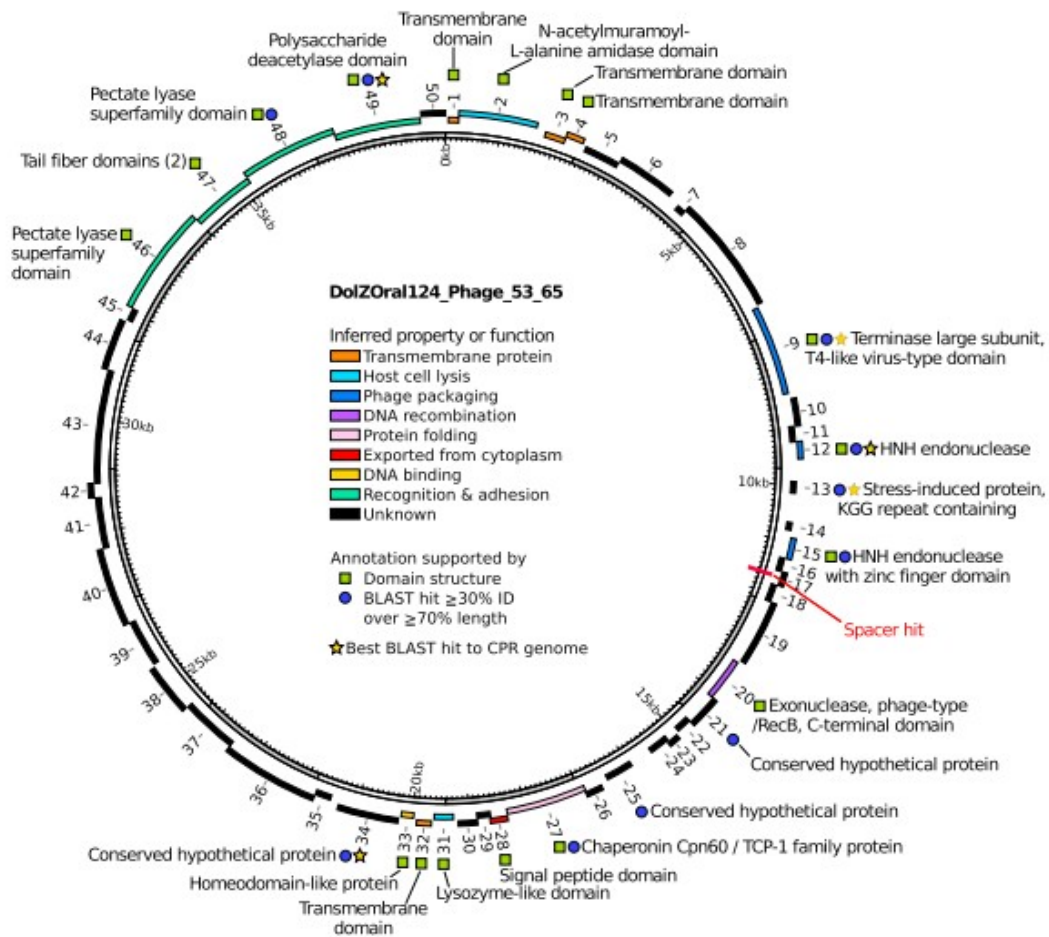 Transmembrane
domain
N-acetylmuramoyl-
L-alanine amidase domain
Transmembrane domain
Transmembrane domain
Polysaccharide
deacetylase domain
Pectate lyase
superfamily domain
Tail fiber domains (2)
Pectate lyase
superfamily
domain
-1
-2
-3
-4
-5
-6
-7
-8
-9
Terminase large subunit,
T4-like virus-type domain
-10
-11
-12
HNH endonuclease
-13
Stress-induced protein,
KGG repeat containing
-14
-15
HNH endonuclease
with zinc finger domain
-16
-17
-18
Spacer hit
-19
-20
Exonuclease, phage-type
/RecB, C-terminal domain
-21
Conserved hypothetical protein
-22
-23
-24
-25
Conserved hypothetical protein
-26
-27
Chaperonin Cpn60 / TCP-1 family protein
-28
Signal peptide domain
-29
-30
31-
Lysozyme-like domain
32-
Transmembrane
domain
33-
Homeodomain-like protein
34-
Conserved hypothetical protein
35-
36-
37-
38-
39-
40-
41-
42-
43-
44-
45-
46-
47-
48-
49-
50-
0kb
5kb
10kb
15kb
20kb
25kb
30kb
35kb
DolZOral124_Phage_53_65
Inferred property or function
Transmembrane protein
Host cell lysis
Phage packaging
DNA recombination
Protein folding
Exported from cytoplasm
DNA binding
Recognition & adhesion
Unknown
Annotation supported by
Domain structure
BLAST hit ≥30% ID
over ≥70% length
Best BLAST hit to CPR genome